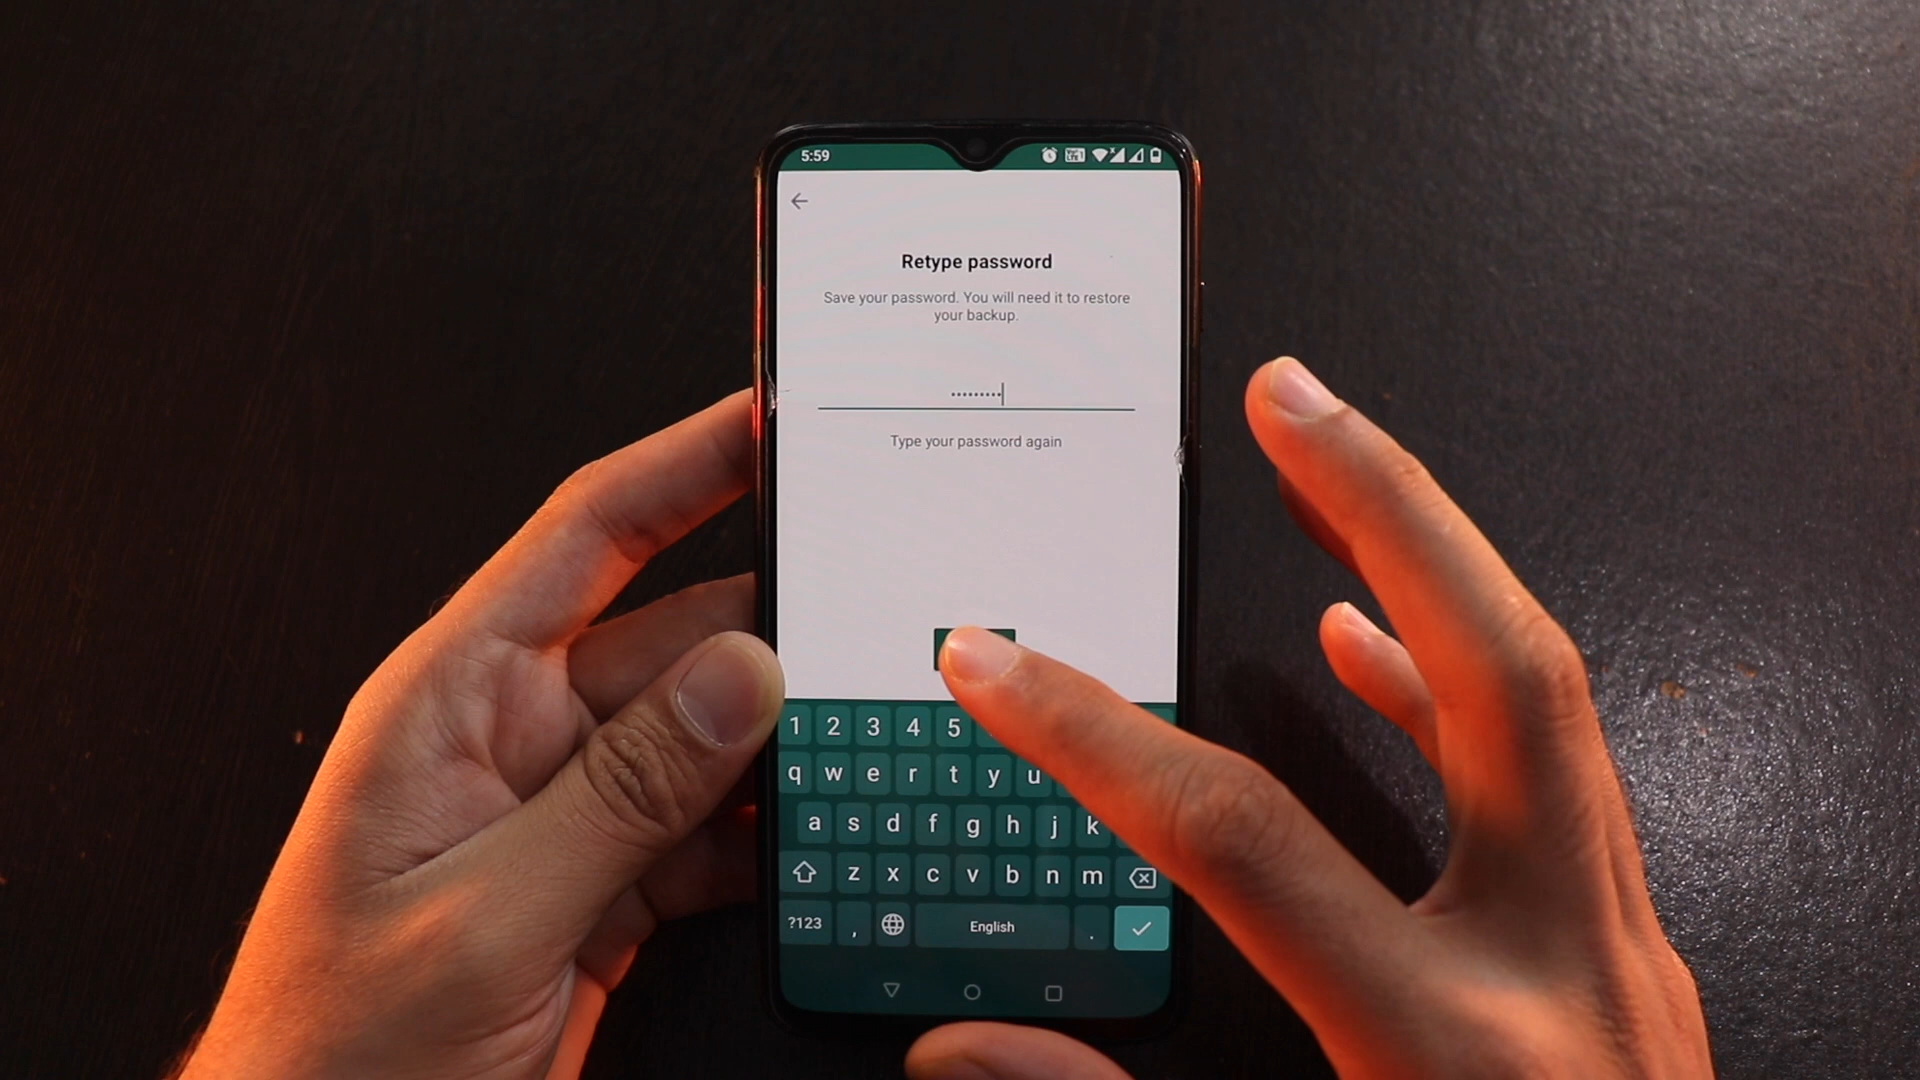 5:59
Retype password
Save your password. You will need it to restore
your backup.
•••••••••
Type your password again
1 2 3 4 5
q w e r t y u
a s d f g h j k
z x c v b n m
?123 , English .